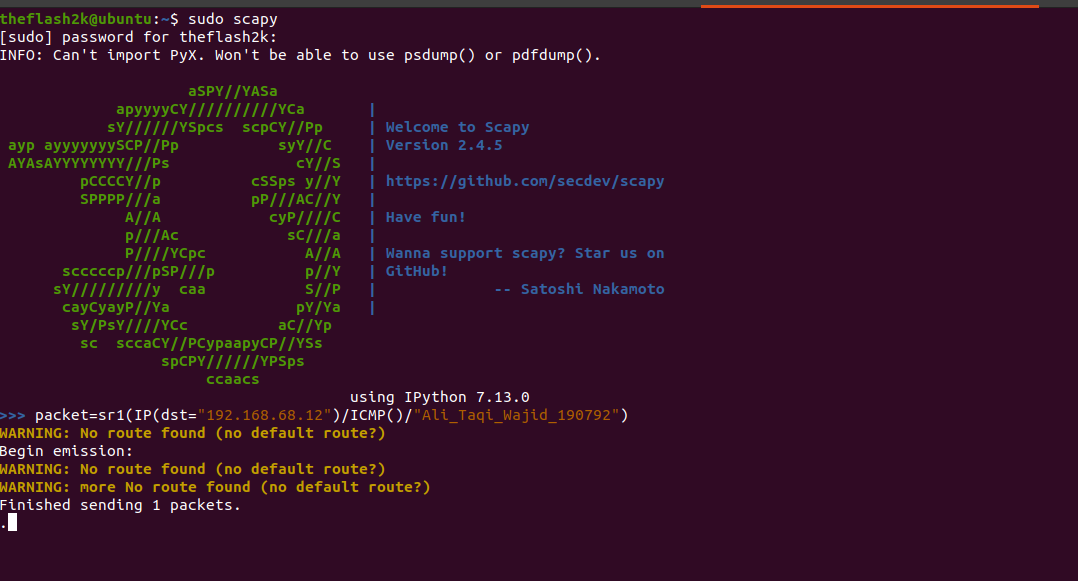 theflash2k@ubuntu:~$ sudo scapy
[sudo] password for theflash2k:
INFO: Can't import PyX. Won't be able to use psdump() or pdfdump().

                     aSPY//YASa
             apyyyyCY//////////YCa       |
            sY//////YSpcs  scpCY//Pp     | Welcome to Scapy
 ayp ayyyyyyySCP//Pp           syY//C    | Version 2.4.5
 AYAsAYYYYYYYY///Ps              cY//S   |
         pCCCCY//p          cSSps y//Y   | https://github.com/secdev/scapy
         SPPPP///a          pP///AC//Y   |
              A//A            cyP////C   | Have fun!
              p///Ac            sC///a   |
              P////YCpc           A//A   | Wanna support scapy? Star us on
       scccccp///pSP///p          p//Y   | GitHub!
      sY/////////y  caa           S//P   |             -- Satoshi Nakamoto
       cayCyayP//Ya              pY/Ya   |
        sY/PsY////YCc          aC//Yp
         sc  sccaCY//PCypaapyCP//YSs
                  spCPY//////YPSps
                       ccaacs
                                       using IPython 7.13.0
>>> packet=sr1(IP(dst="192.168.68.12")/ICMP()/"Ali_Taqi_Wajid_190792")
WARNING: No route found (no default route?)
Begin emission:
WARNING: No route found (no default route?)
WARNING: more No route found (no default route?)
Finished sending 1 packets.
.